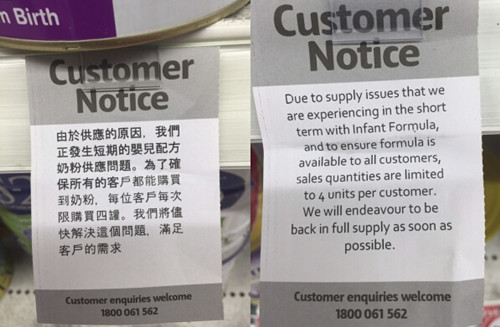 m Birth
Customer
Notice
由於供應的原因，我們
正發生短期的嬰兒配方
奶粉供應問題。為了確
保所有的客戶都能購買
到奶粉，每位客戶每次
限購買四罐。我們將儘
快解決這個問題，滿足
客戶的需求
Customer enquiries welcome
1800 061 562
Customer
Notice
Due to supply issues that we
are experiencing in the short
term with Infant Formula,
and to ensure formula is
available to all customers,
sales quantities are limited
to 4 units per customer.
We will endeavour to be
back in full supply as soon as
possible.
Customer enquiries welcome
1800 061 562